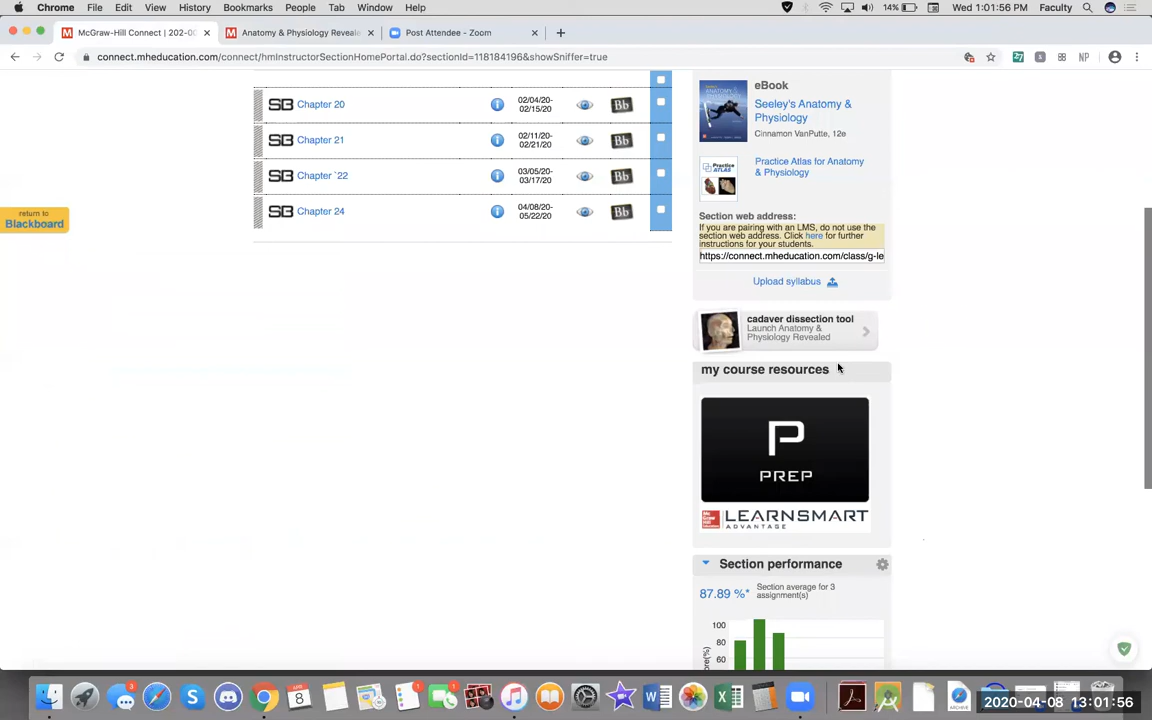 Chrome File Edit View History Bookmarks People Tab Window Help 14% Wed 1:01:56 PM Faculty
McGraw-Hill Connect | 202-00
Anatomy & Physiology Reveale
Post Attendee - Zoom
connect.mheducation.com/connect/hmInstructorSectionHomePortal.do?sectionId=118184196&showSniffer=true
NP
return to
Blackboard
SB Chapter 20 02/04/20-
02/15/20 Bb
SB Chapter 21 02/11/20-
02/21/20 Bb
SB Chapter `22 03/05/20-
03/17/20 Bb
SB Chapter 24 04/08/20-
05/22/20 Bb
eBook
Seeley's Anatomy &
Physiology
Cinnamon VanPutte, 12e
Practice
ATLAS
Practice Atlas for Anatomy
& Physiology
Section web address:
If you are pairing with an LMS, do not use the
section web address. Click here for further
instructions for your students.
https://connect.mheducation.com/class/g-le
Upload syllabus
cadaver dissection tool
Launch Anatomy &
Physiology Revealed
my course resources
P
PREP
LEARNSMART
ADVANTAGE
Section performance
87.89 %* Section average for 3
assignment(s)
100
80
60
2020-04-08 13:01:56